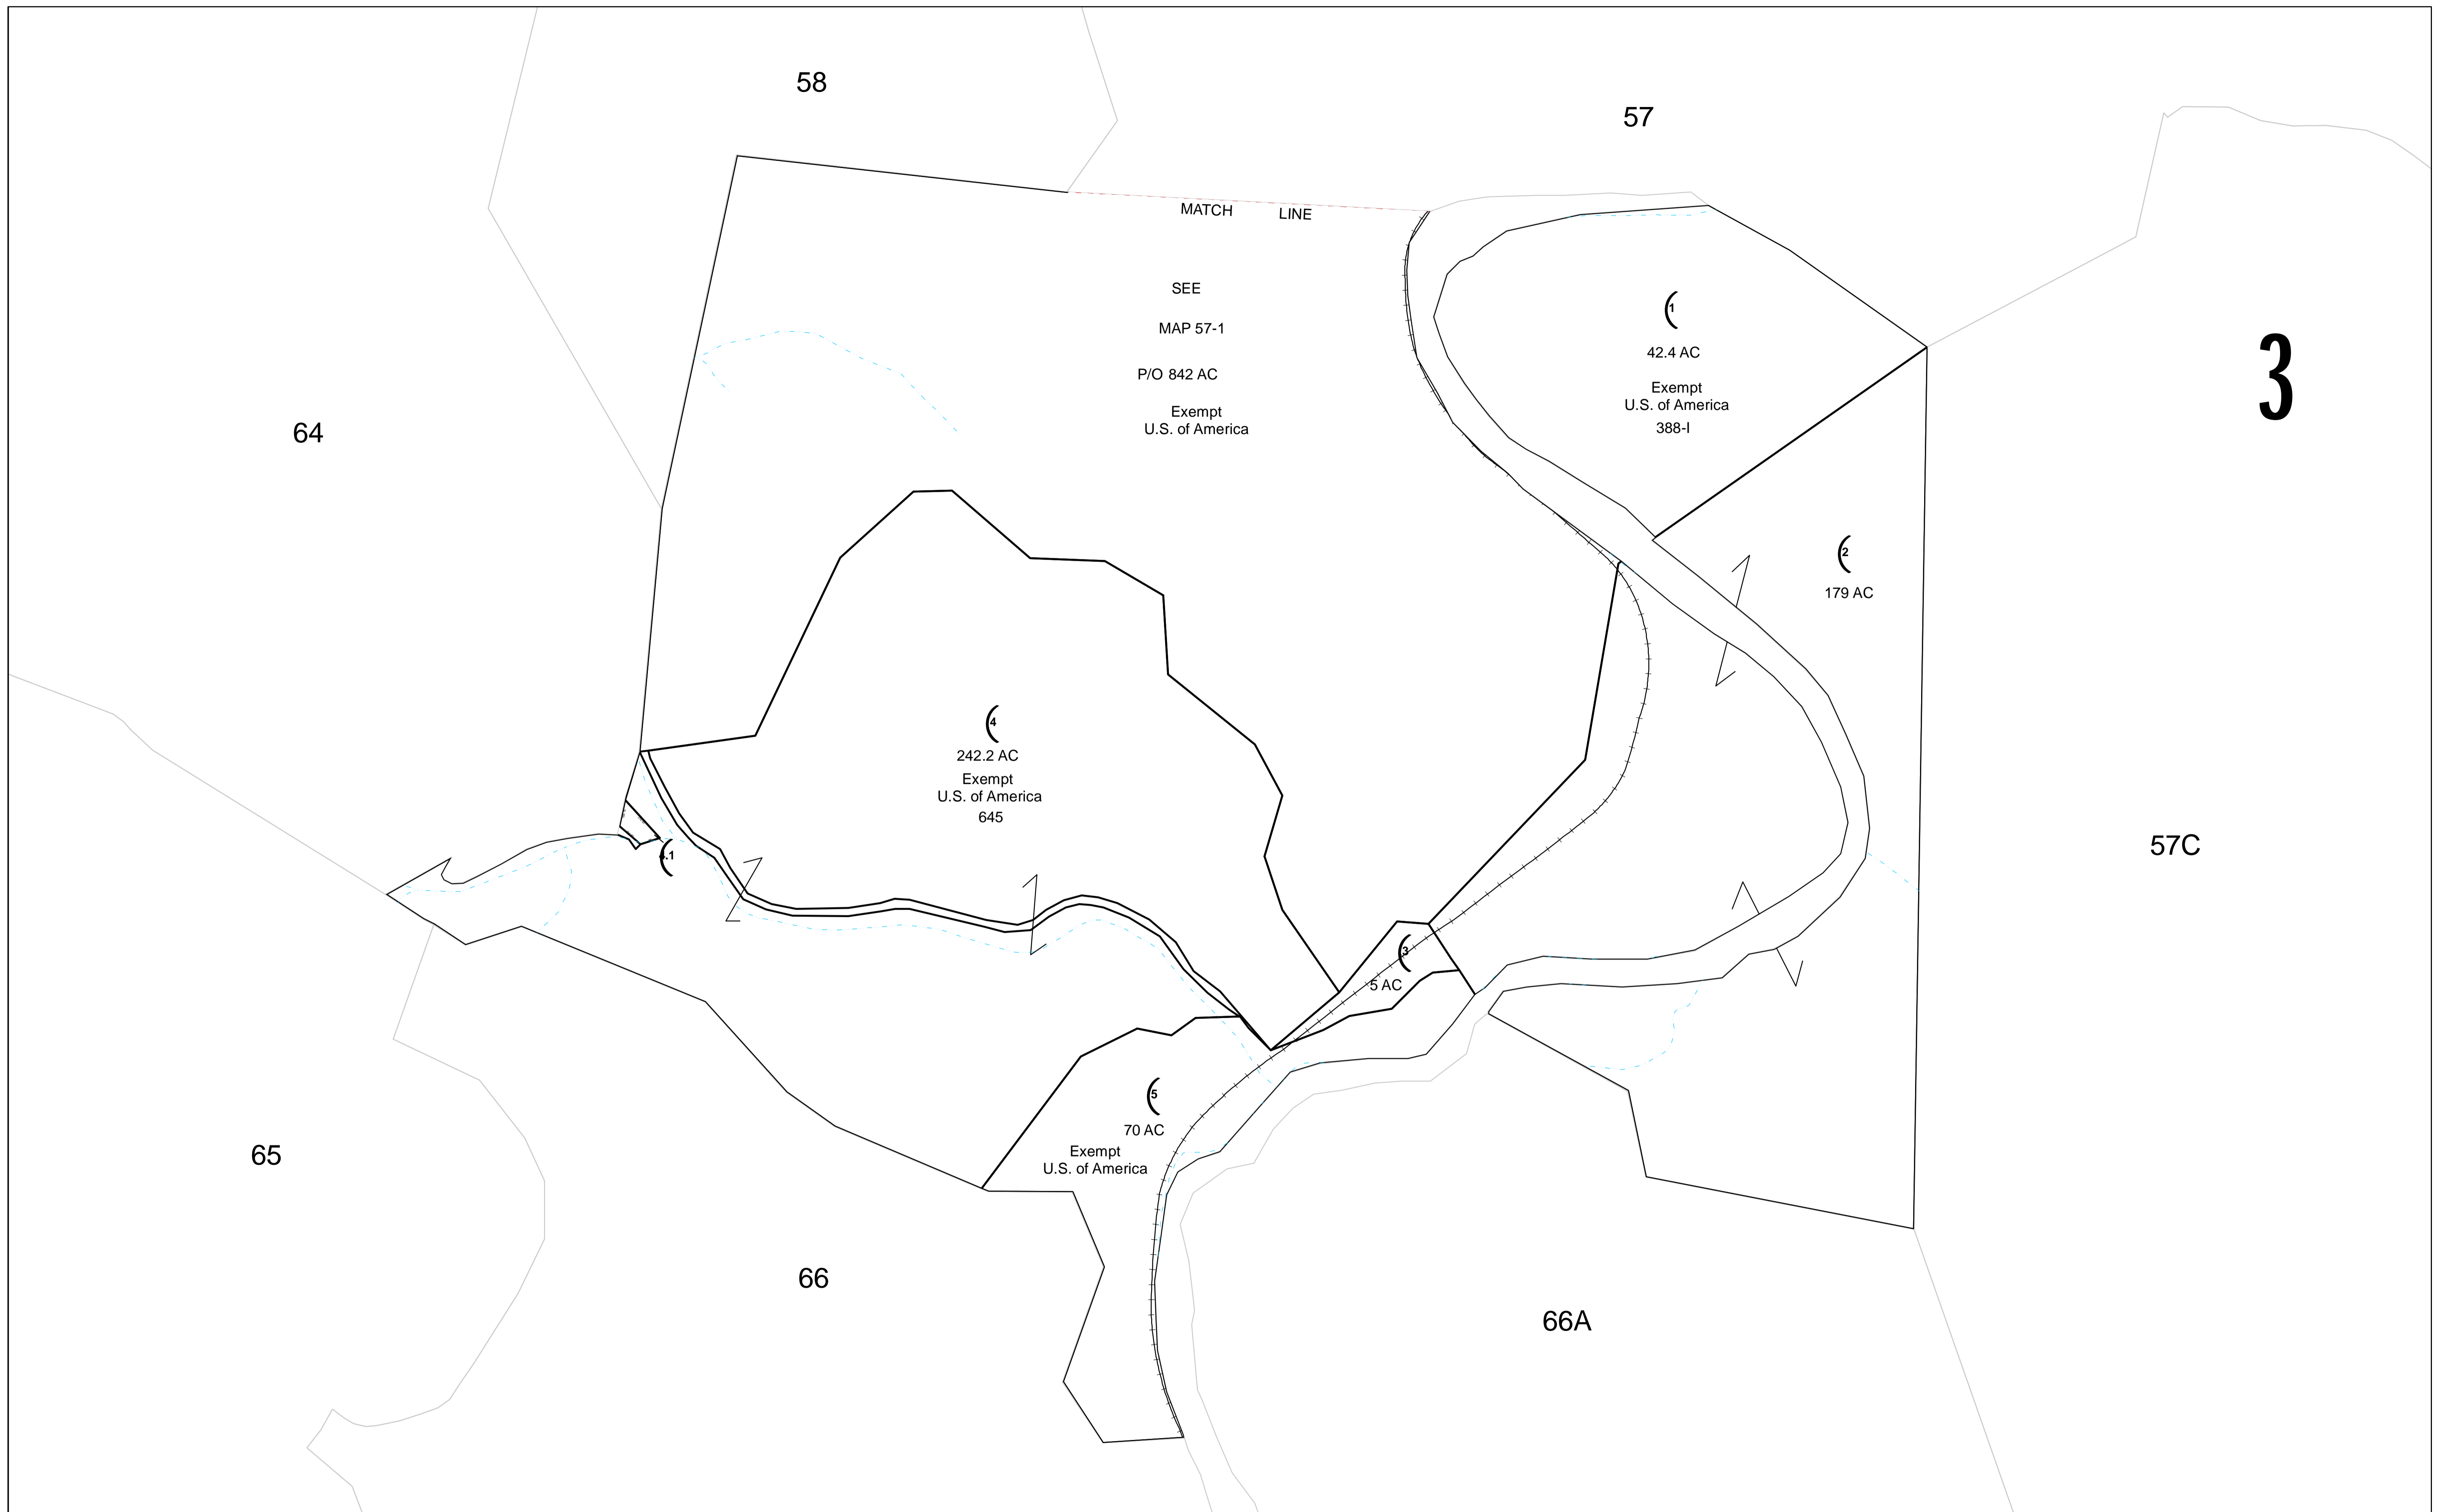 58
57
MATCH LINE
SEE
MAP 57-1
P/O 842 AC
Exempt
U.S. of America
1
42.4 AC
Exempt
U.S. of America
388-I
3
64
2
179 AC
4
242.2 AC
Exempt
U.S. of America
645
57C
3
5 AC
5
70 AC
Exempt
U.S. of America
65
66
66A